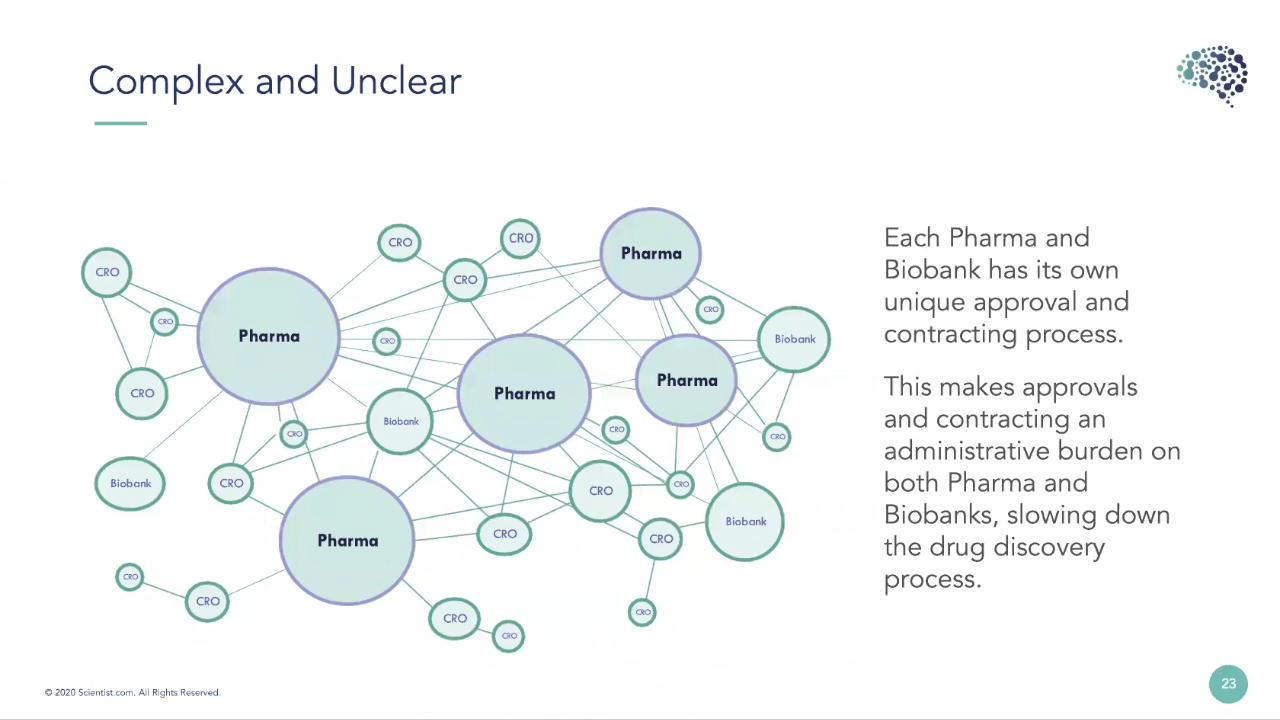 Complex and Unclear
CRO
CRO
Pharma
CRO
CRO
Pharma
CRO
CRO
CRO
Pharma
Biobank
CRO
Pharma
Pharma
CRO
Biobank
CRO
CRO
CRO
Biobank
CRO
CRO
CRO
Biobank
Pharma
CRO
CRO
CRO
CRO
CRO
CRO
CRO
Each Pharma and
Biobank has its own
unique approval and
contracting process.
This makes approvals
and contracting an
administrative burden on
both Pharma and
Biobanks, slowing down
the drug discovery
process.
© 2020 Scientist.com. All Rights Reserved.
23